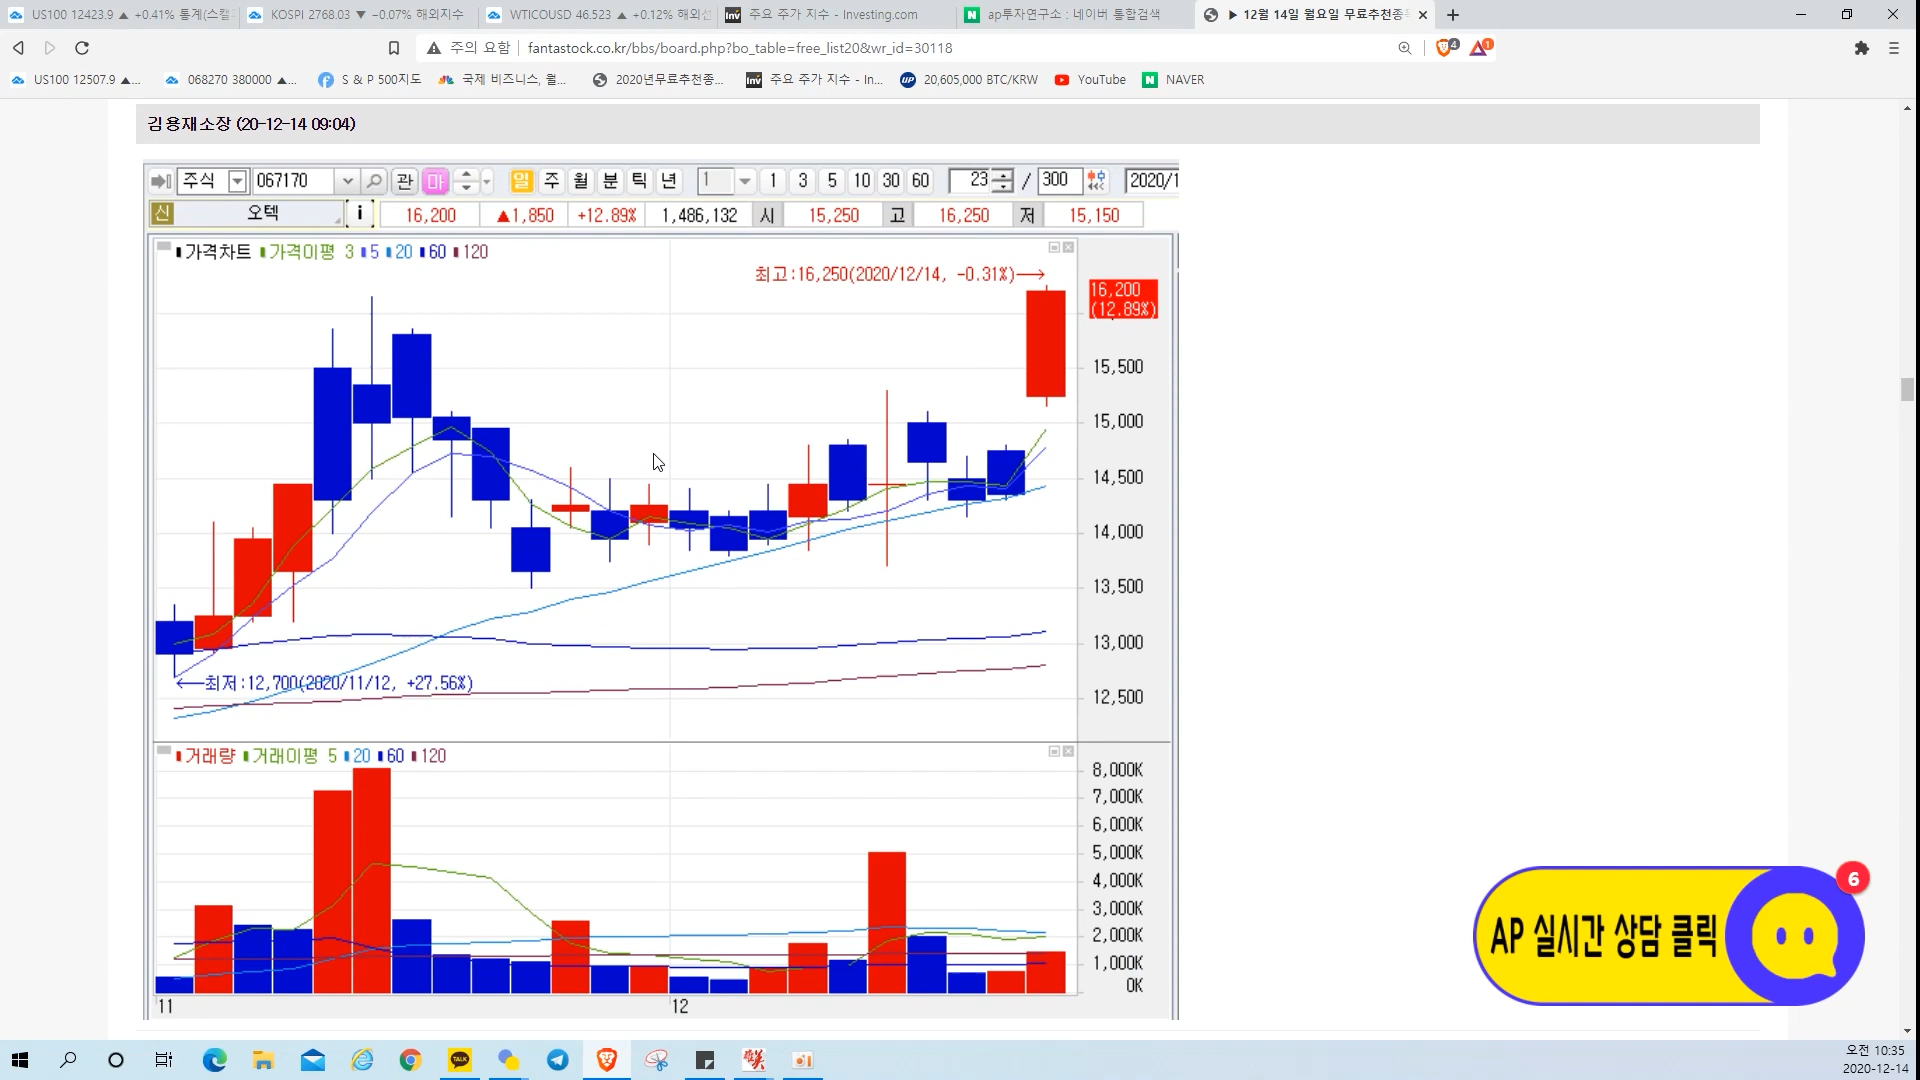 US100 12423.9 ▲ +0.41% 통계(스캘
KOSPI 2768.03 ▼ −0.07% 해외지수
WTICOUSD 46.523 ▲ +0.12% 해외선
Inv 주요 주가 지수 - Investing.com
N ap투자연구소 : 네이버 통합검색
▶ 12월 14일 월요일 무료추천종목
주의 요함 fantastock.co.kr/bbs/board.php?bo_table=free_list20&wr_id=30118
4
1
US100 12507.9 ▲...
068270 380000 ▲...
S & P 500지도
국제 비즈니스, 월...
2020년무료추천종...
Inv 주요 주가 지수 - In...
UP 20,605,000 BTC/KRW
YouTube
N NAVER
김용재소장 (20-12-14 09:04)
주식 067170 관 마 일 주 월 분 틱 년 1 1 3 5 10 30 60 23 / 300 2020/1
신 오텍 i 16,200 ▲1,850 +12.89% 1,486,132 시 15,250 고 16,250 저 15,150
가격차트 가격이평 3 5 20 60 120
최고:16,250(2020/12/14, -0.31%)→
16,200
(12.89%)
15,500
15,000
14,500
14,000
13,500
13,000
←최저:12,700(2020/11/12, +27.56%)
12,500
거래량 거래이평 5 20 60 120
8,000K
7,000K
6,000K
5,000K
4,000K
3,000K
2,000K
1,000K
0K
11 12
6
AP 실시간 상담 클릭
TALK
오전 10:35
2020-12-14